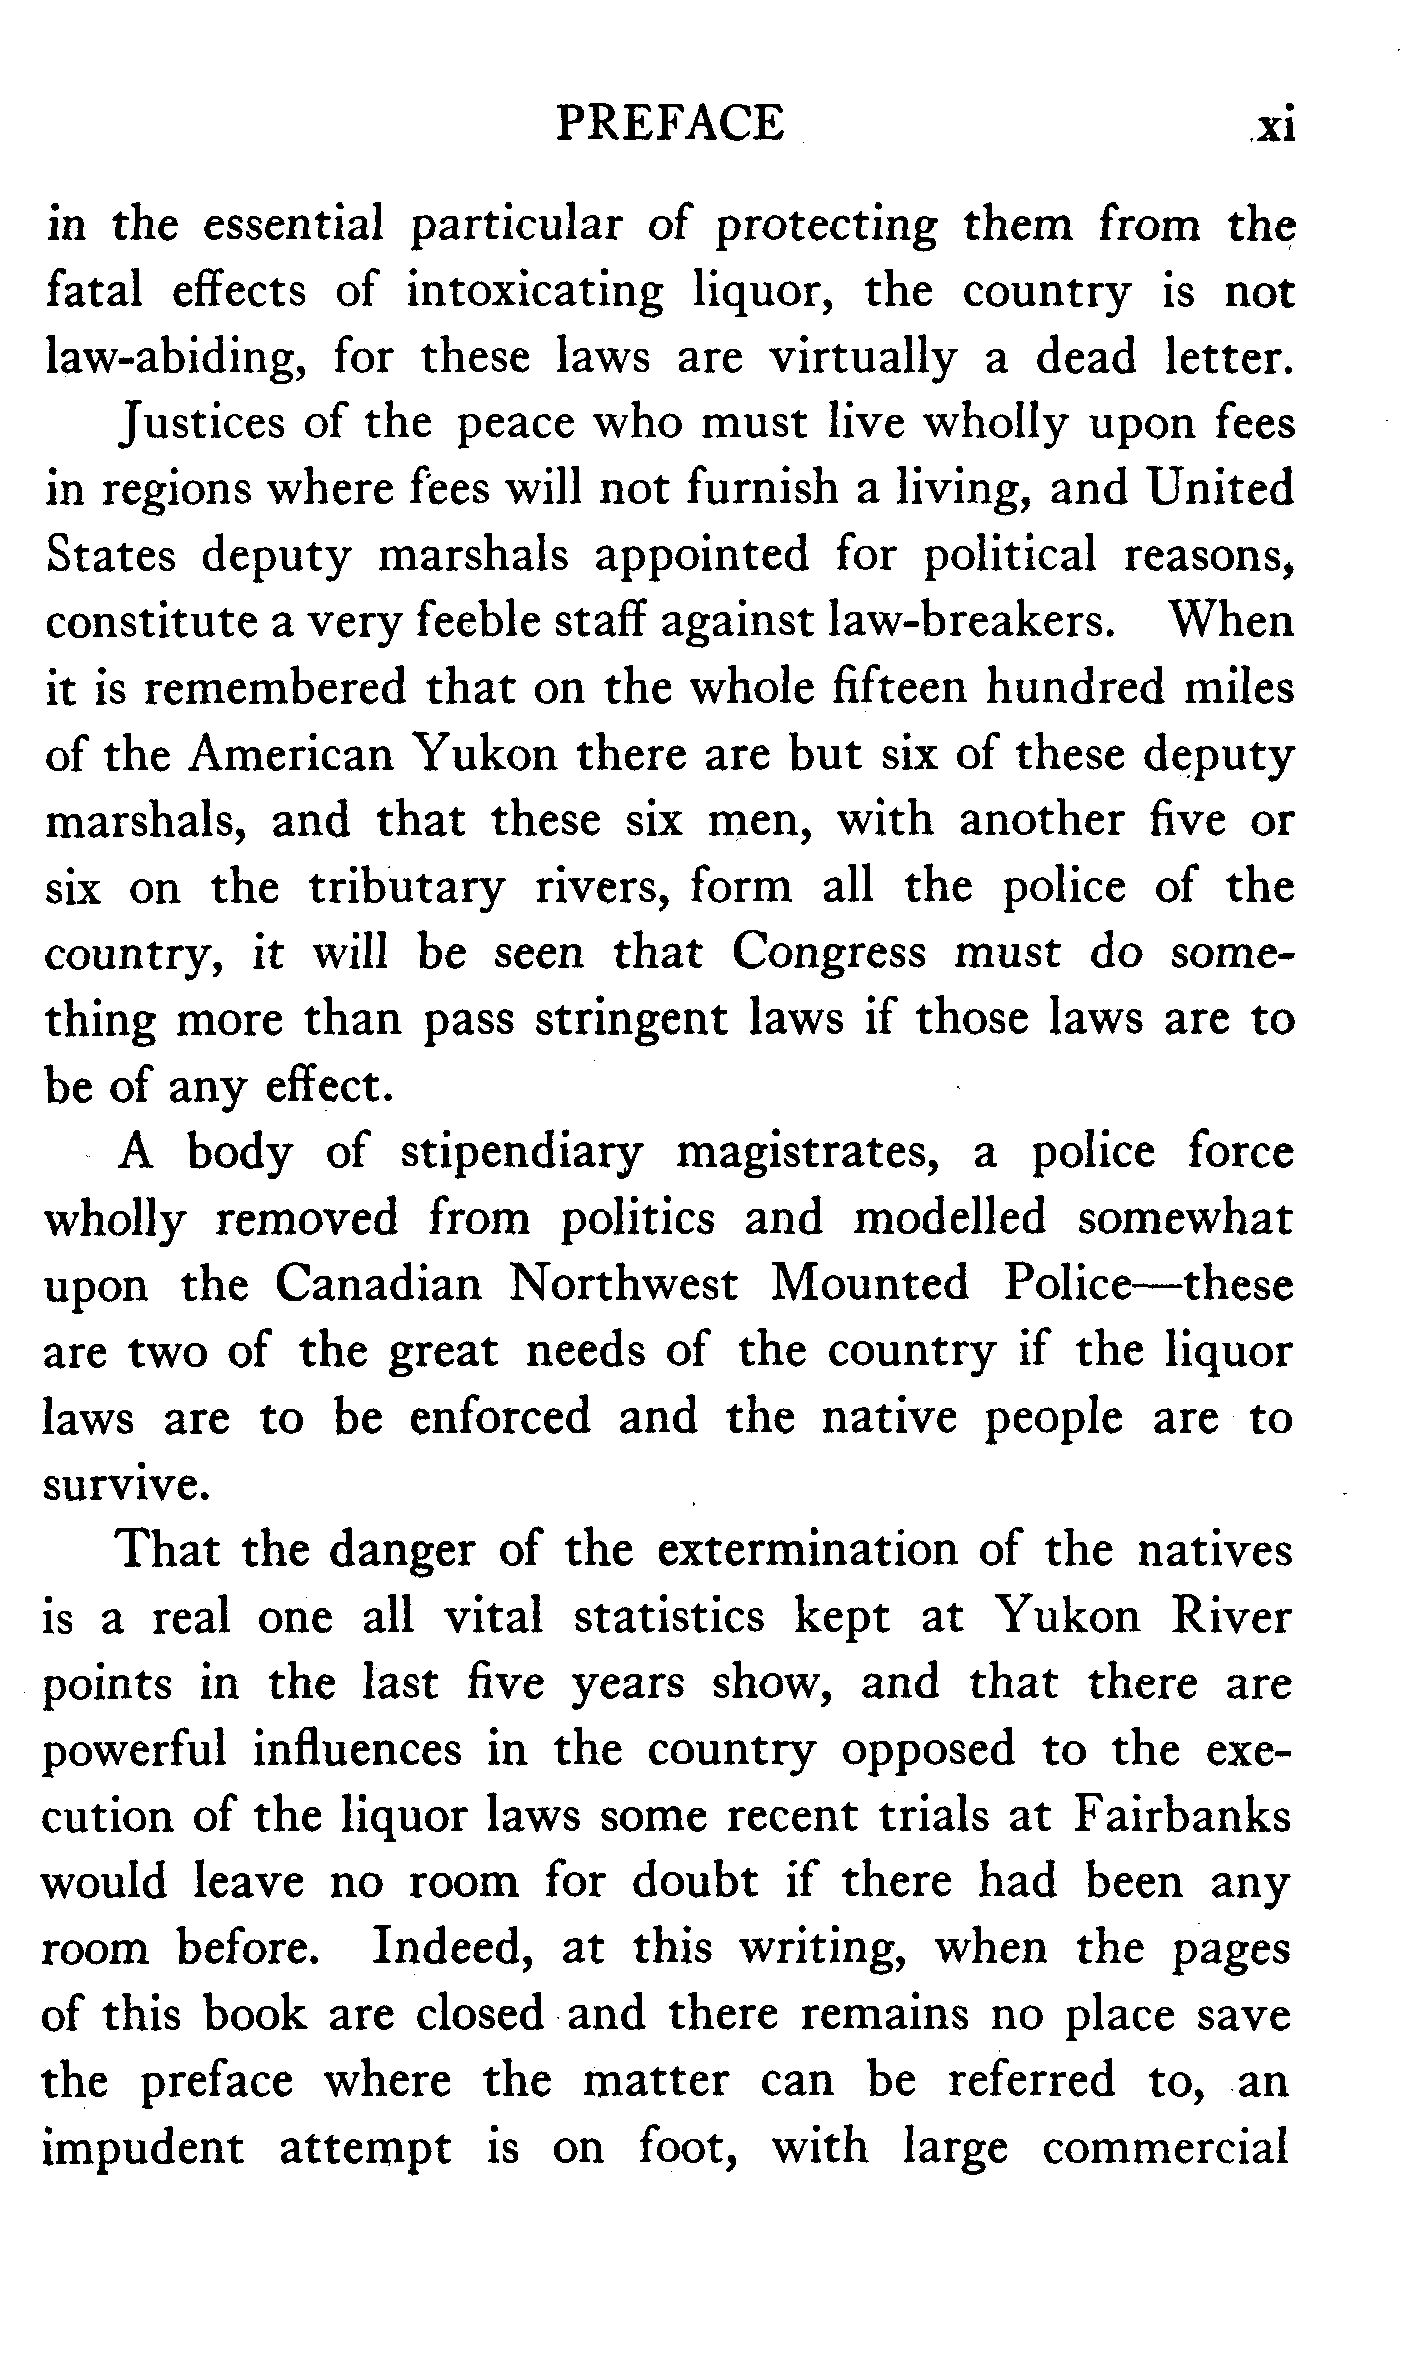 PREFACE xi
in the essential particular of protecting them from the
fatal effects of intoxicating liquor, the country is not
law-abiding, for these laws are virtually a dead letter.
Justices of the peace who must live wholly upon fees
in regions where fees will not furnish a living, and United
States deputy marshals appointed for political reasons,
constitute a very feeble staff against law-breakers. When
it is remembered that on the whole fifteen hundred miles
of the American Yukon there are but six of these deputy
marshals, and that these six men, with another five or
six on the tributary rivers, form all the police of the
country, it will be seen that Congress must do some-
thing more than pass stringent laws if those laws are to
be of any effect.
A body of stipendiary magistrates, a police force
wholly removed from politics and modelled somewhat
upon the Canadian Northwest Mounted Police—these
are two of the great needs of the country if the liquor
laws are to be enforced and the native people are to
survive.
That the danger of the extermination of the natives
is a real one all vital statistics kept at Yukon River
points in the last five years show, and that there are
powerful influences in the country opposed to the exe-
cution of the liquor laws some recent trials at Fairbanks
would leave no room for doubt if there had been any
room before. Indeed, at this writing, when the pages
of this book are closed and there remains no place save
the preface where the matter can be referred to, an
impudent attempt is on foot, with large commercial